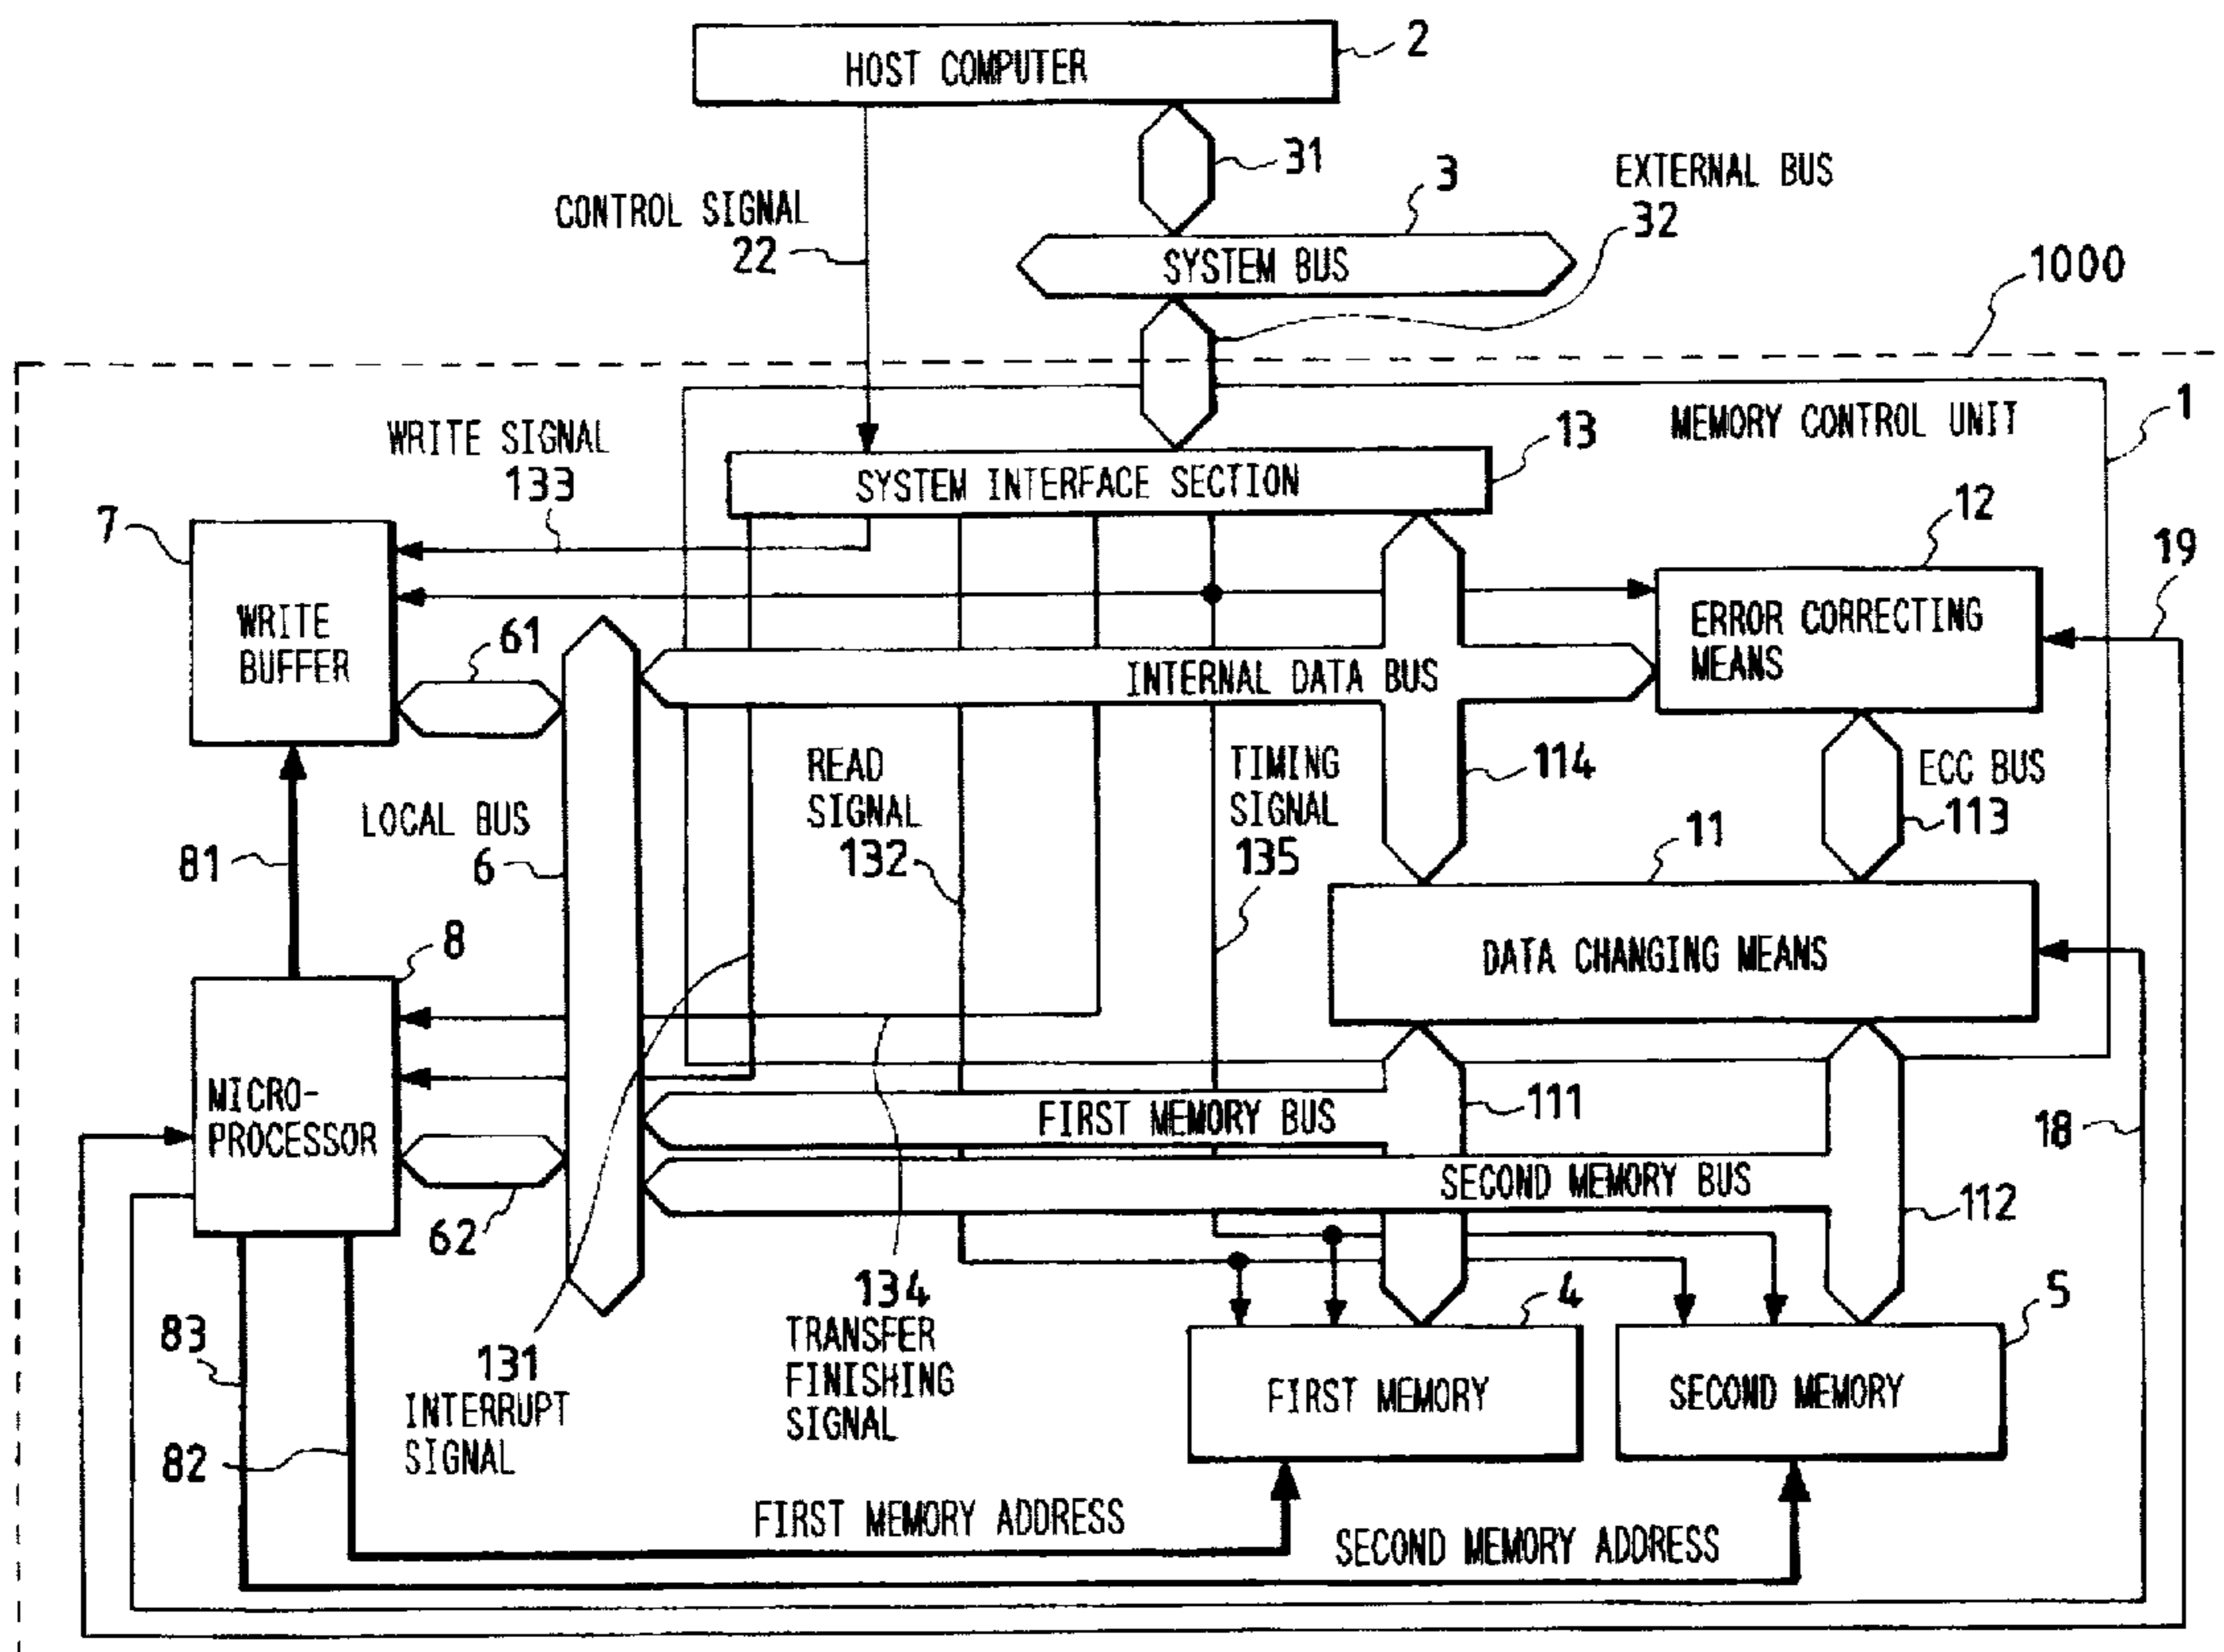 HOST COMPUTER
2
31
3
EXTERNAL BUS
32
CONTROL SIGNAL
22
SYSTEM BUS
1000
1
MEMORY CONTROL UNIT
WRITE SIGNAL
133
13
SYSTEM INTERFACE SECTION
7
12
19
WRITE
BUFFER
61
ERROR CORRECTING
MEANS
INTERNAL DATA BUS
READ
SIGNAL
132
TIMING
SIGNAL
135
114
ECC BUS
113
LOCAL BUS
6
81
11
8
DATA CHANGING MEANS
MICRO-
PROCESSOR
FIRST MEMORY BUS
111
18
SECOND MEMORY BUS
112
62
134
TRANSFER
FINISHING
SIGNAL
4
5
83
131
INTERRUPT
SIGNAL
FIRST MEMORY
SECOND MEMORY
82
FIRST MEMORY ADDRESS
SECOND MEMORY ADDRESS